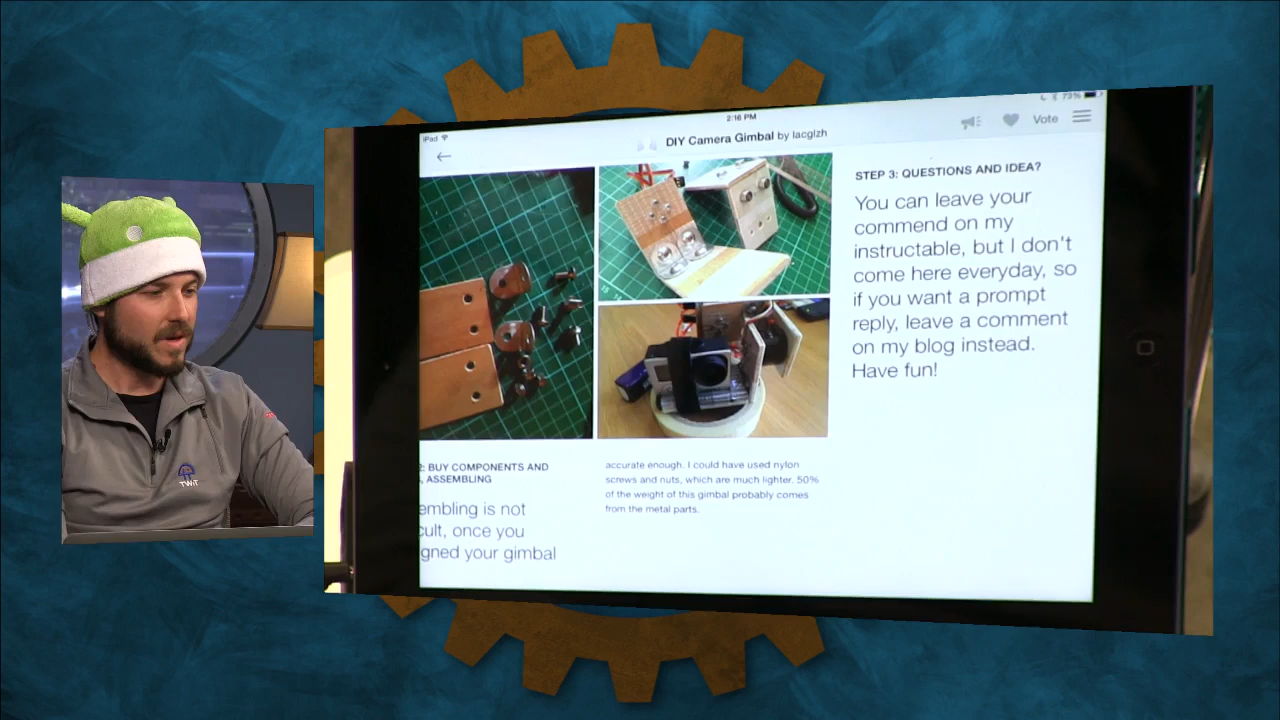 iPad
2:16 PM
73%
DIY Camera Gimbal by lacglzh
Vote
2: BUY COMPONENTS AND
, ASSEMBLING
embling is not
cult, once you
gned your gimbal
accurate enough. I could have used nylon
screws and nuts, which are much lighter. 50%
of the weight of this gimbal probably comes
from the metal parts.
STEP 3: QUESTIONS AND IDEA?
You can leave your
commend on my
instructable, but I don't
come here everyday, so
if you want a prompt
reply, leave a comment
on my blog instead.
Have fun!
TWiT